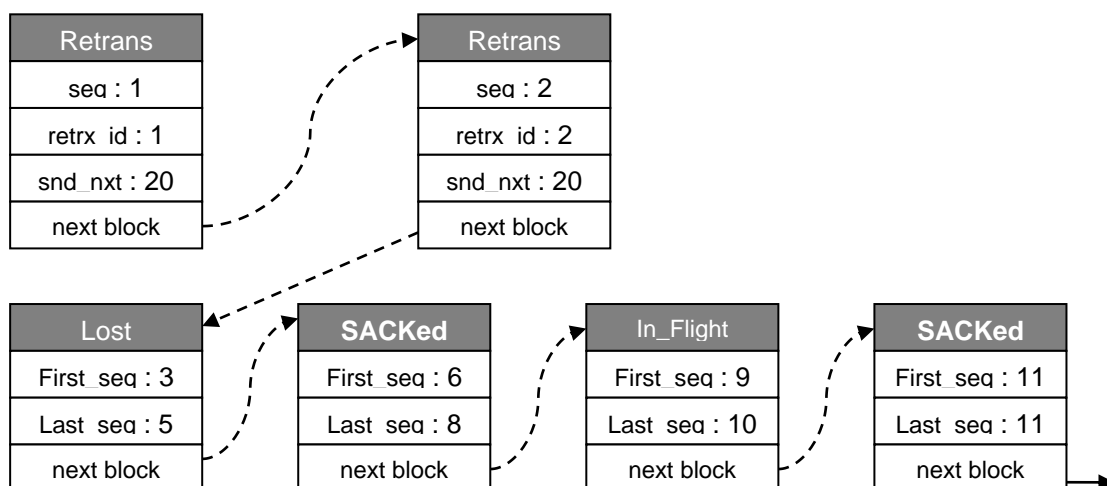 Retrans
seq : 1
retrx_id : 1
snd_nxt : 20
next block
Retrans
seq : 2
retrx_id : 2
snd_nxt : 20
next block
Lost
First_seq : 3
Last_seq : 5
next block
SACKed
First_seq : 6
Last_seq : 8
next block
In_Flight
First_seq : 9
Last_seq : 10
next block
SACKed
First_seq : 11
Last_seq : 11
next block